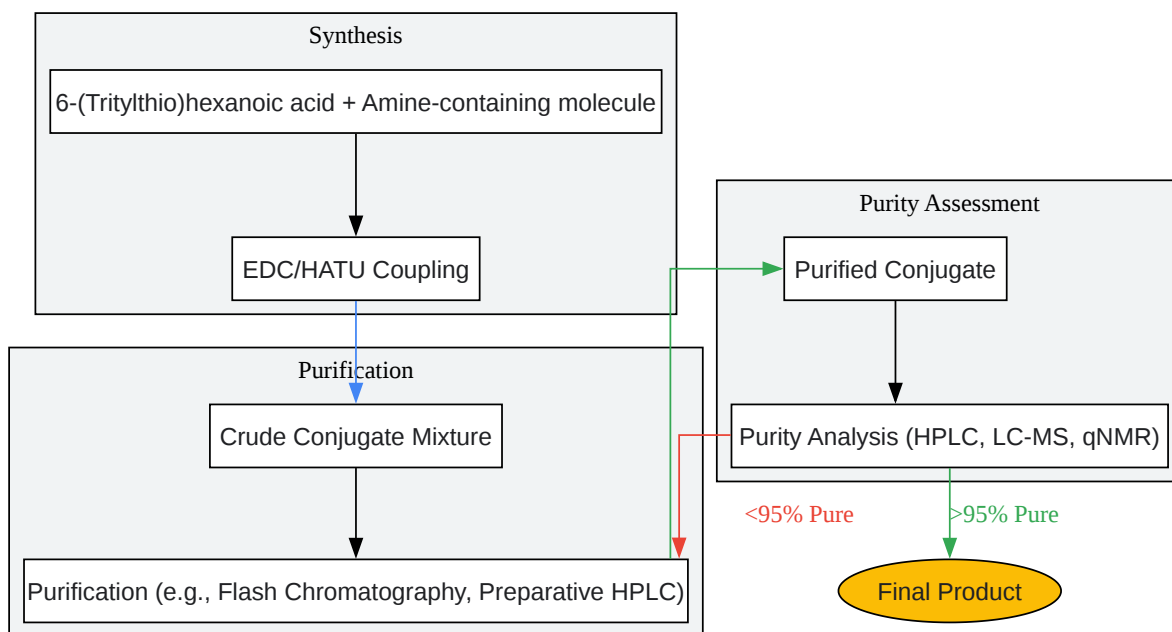 Synthesis
6-(Tritylthio)hexanoic acid + Amine-containing molecule
EDC/HATU Coupling
Purification
Crude Conjugate Mixture
Purification (e.g., Flash Chromatography, Preparative HPLC)
Purity Assessment
Purified Conjugate
Purity Analysis (HPLC, LC-MS, qNMR)
<95% Pure
>95% Pure
Final Product